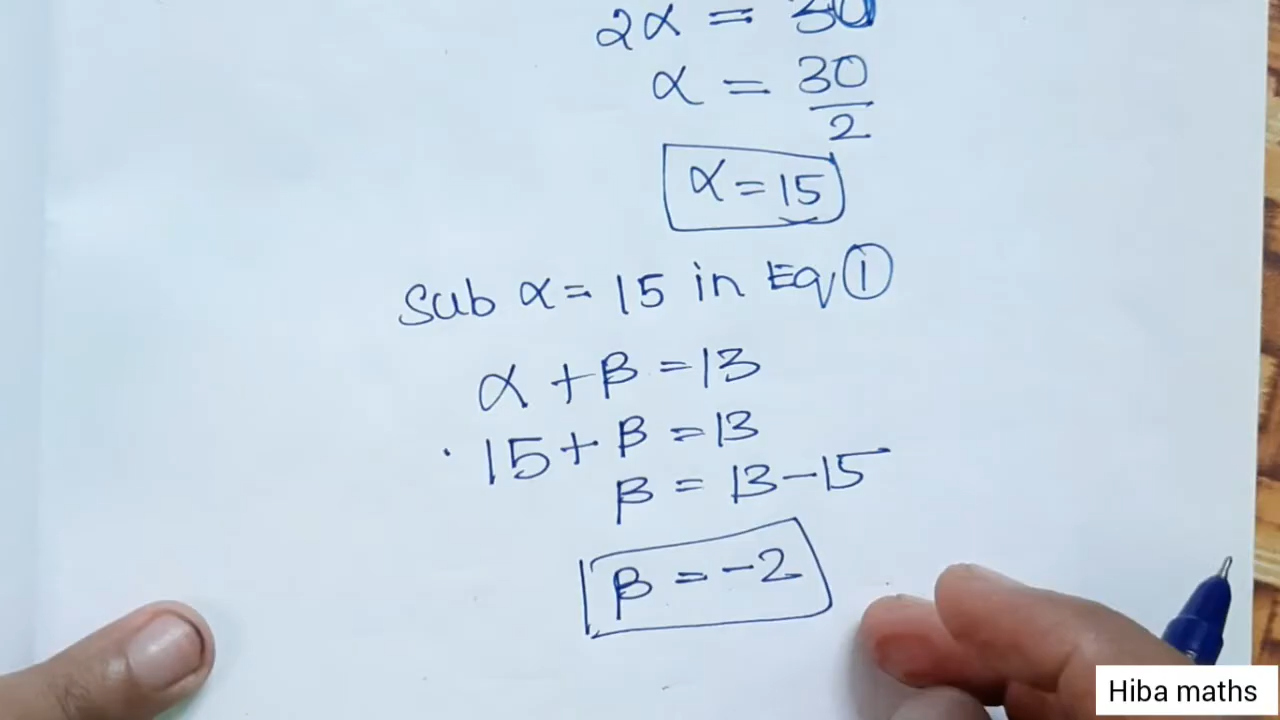 2α = 30
α = 30
2
α = 15
Sub α = 15 in Eq ①
α + β = 13
15 + β = 13
β = 13 - 15
β = -2
Hiba maths